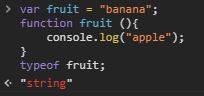 > var fruit = "banana";
function fruit (){
    console.log("apple");
}
typeof fruit;
< "string"